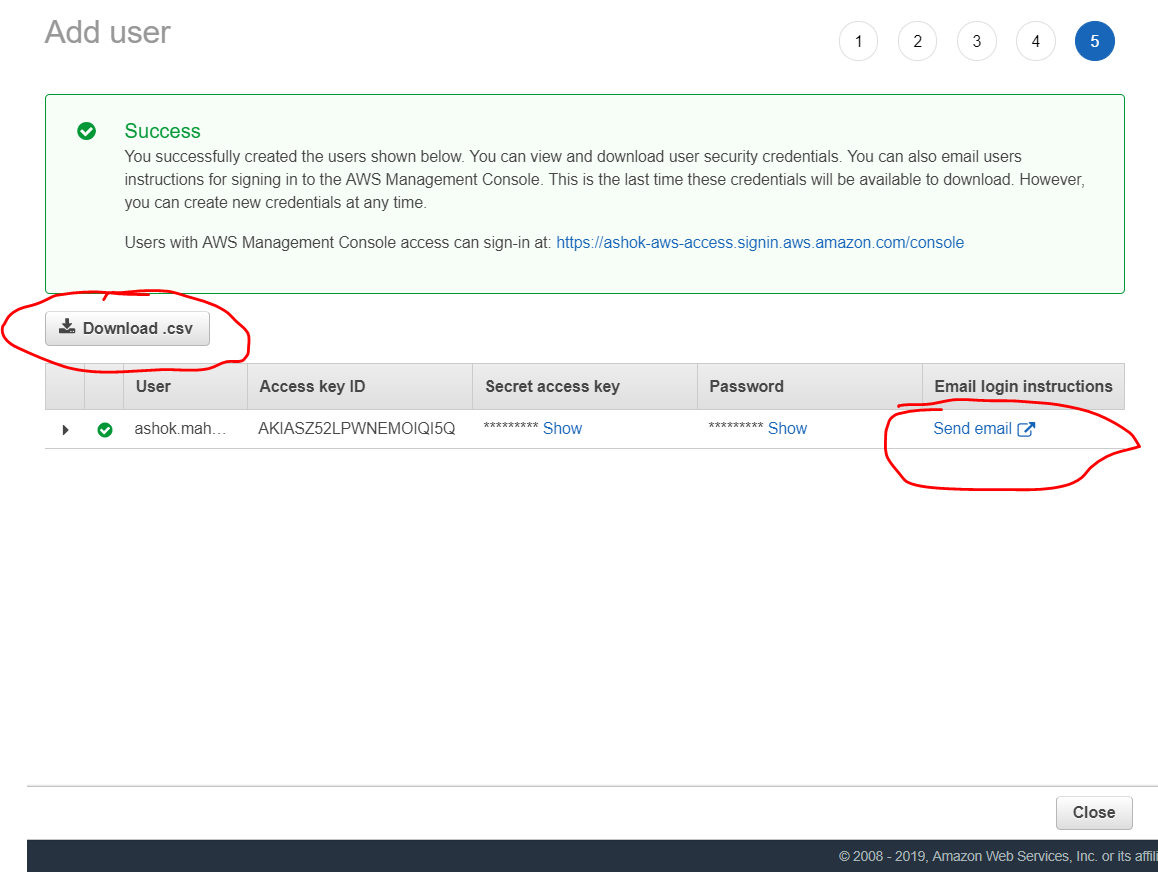 Add user
1 2 3 4 5
Success
You successfully created the users shown below. You can view and download user security credentials. You can also email users
instructions for signing in to the AWS Management Console. This is the last time these credentials will be available to download. However,
you can create new credentials at any time.
Users with AWS Management Console access can sign-in at: https://ashok-aws-access.signin.aws.amazon.com/console
Download .csv
User Access key ID Secret access key Password Email login instructions
ashok.mah… AKIASZ52LPWNEMOIQI5Q ********* Show ********* Show Send email
Close
© 2008 - 2019, Amazon Web Services, Inc. or its affili